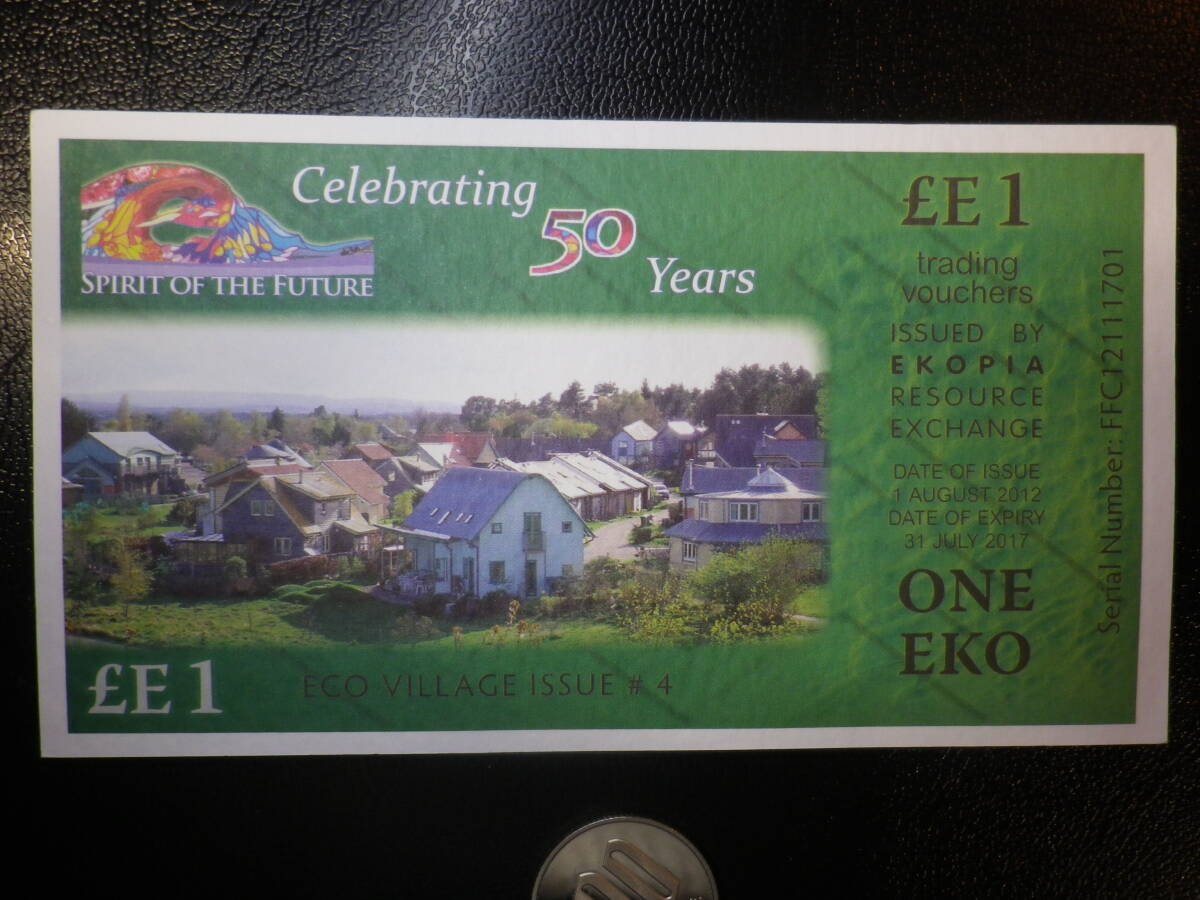 Celebrating
50
Years
SPIRIT OF THE FUTURE
£E 1
trading
vouchers
ISSUED BY
EKOPIA
RESOURCE
EXCHANGE
DATE OF ISSUE
1 AUGUST 2012
DATE OF EXPIRY
31 JULY 2017
ONE
EKO
Serial Number: FFC12111701
£E 1
ECO VILLAGE ISSUE # 4